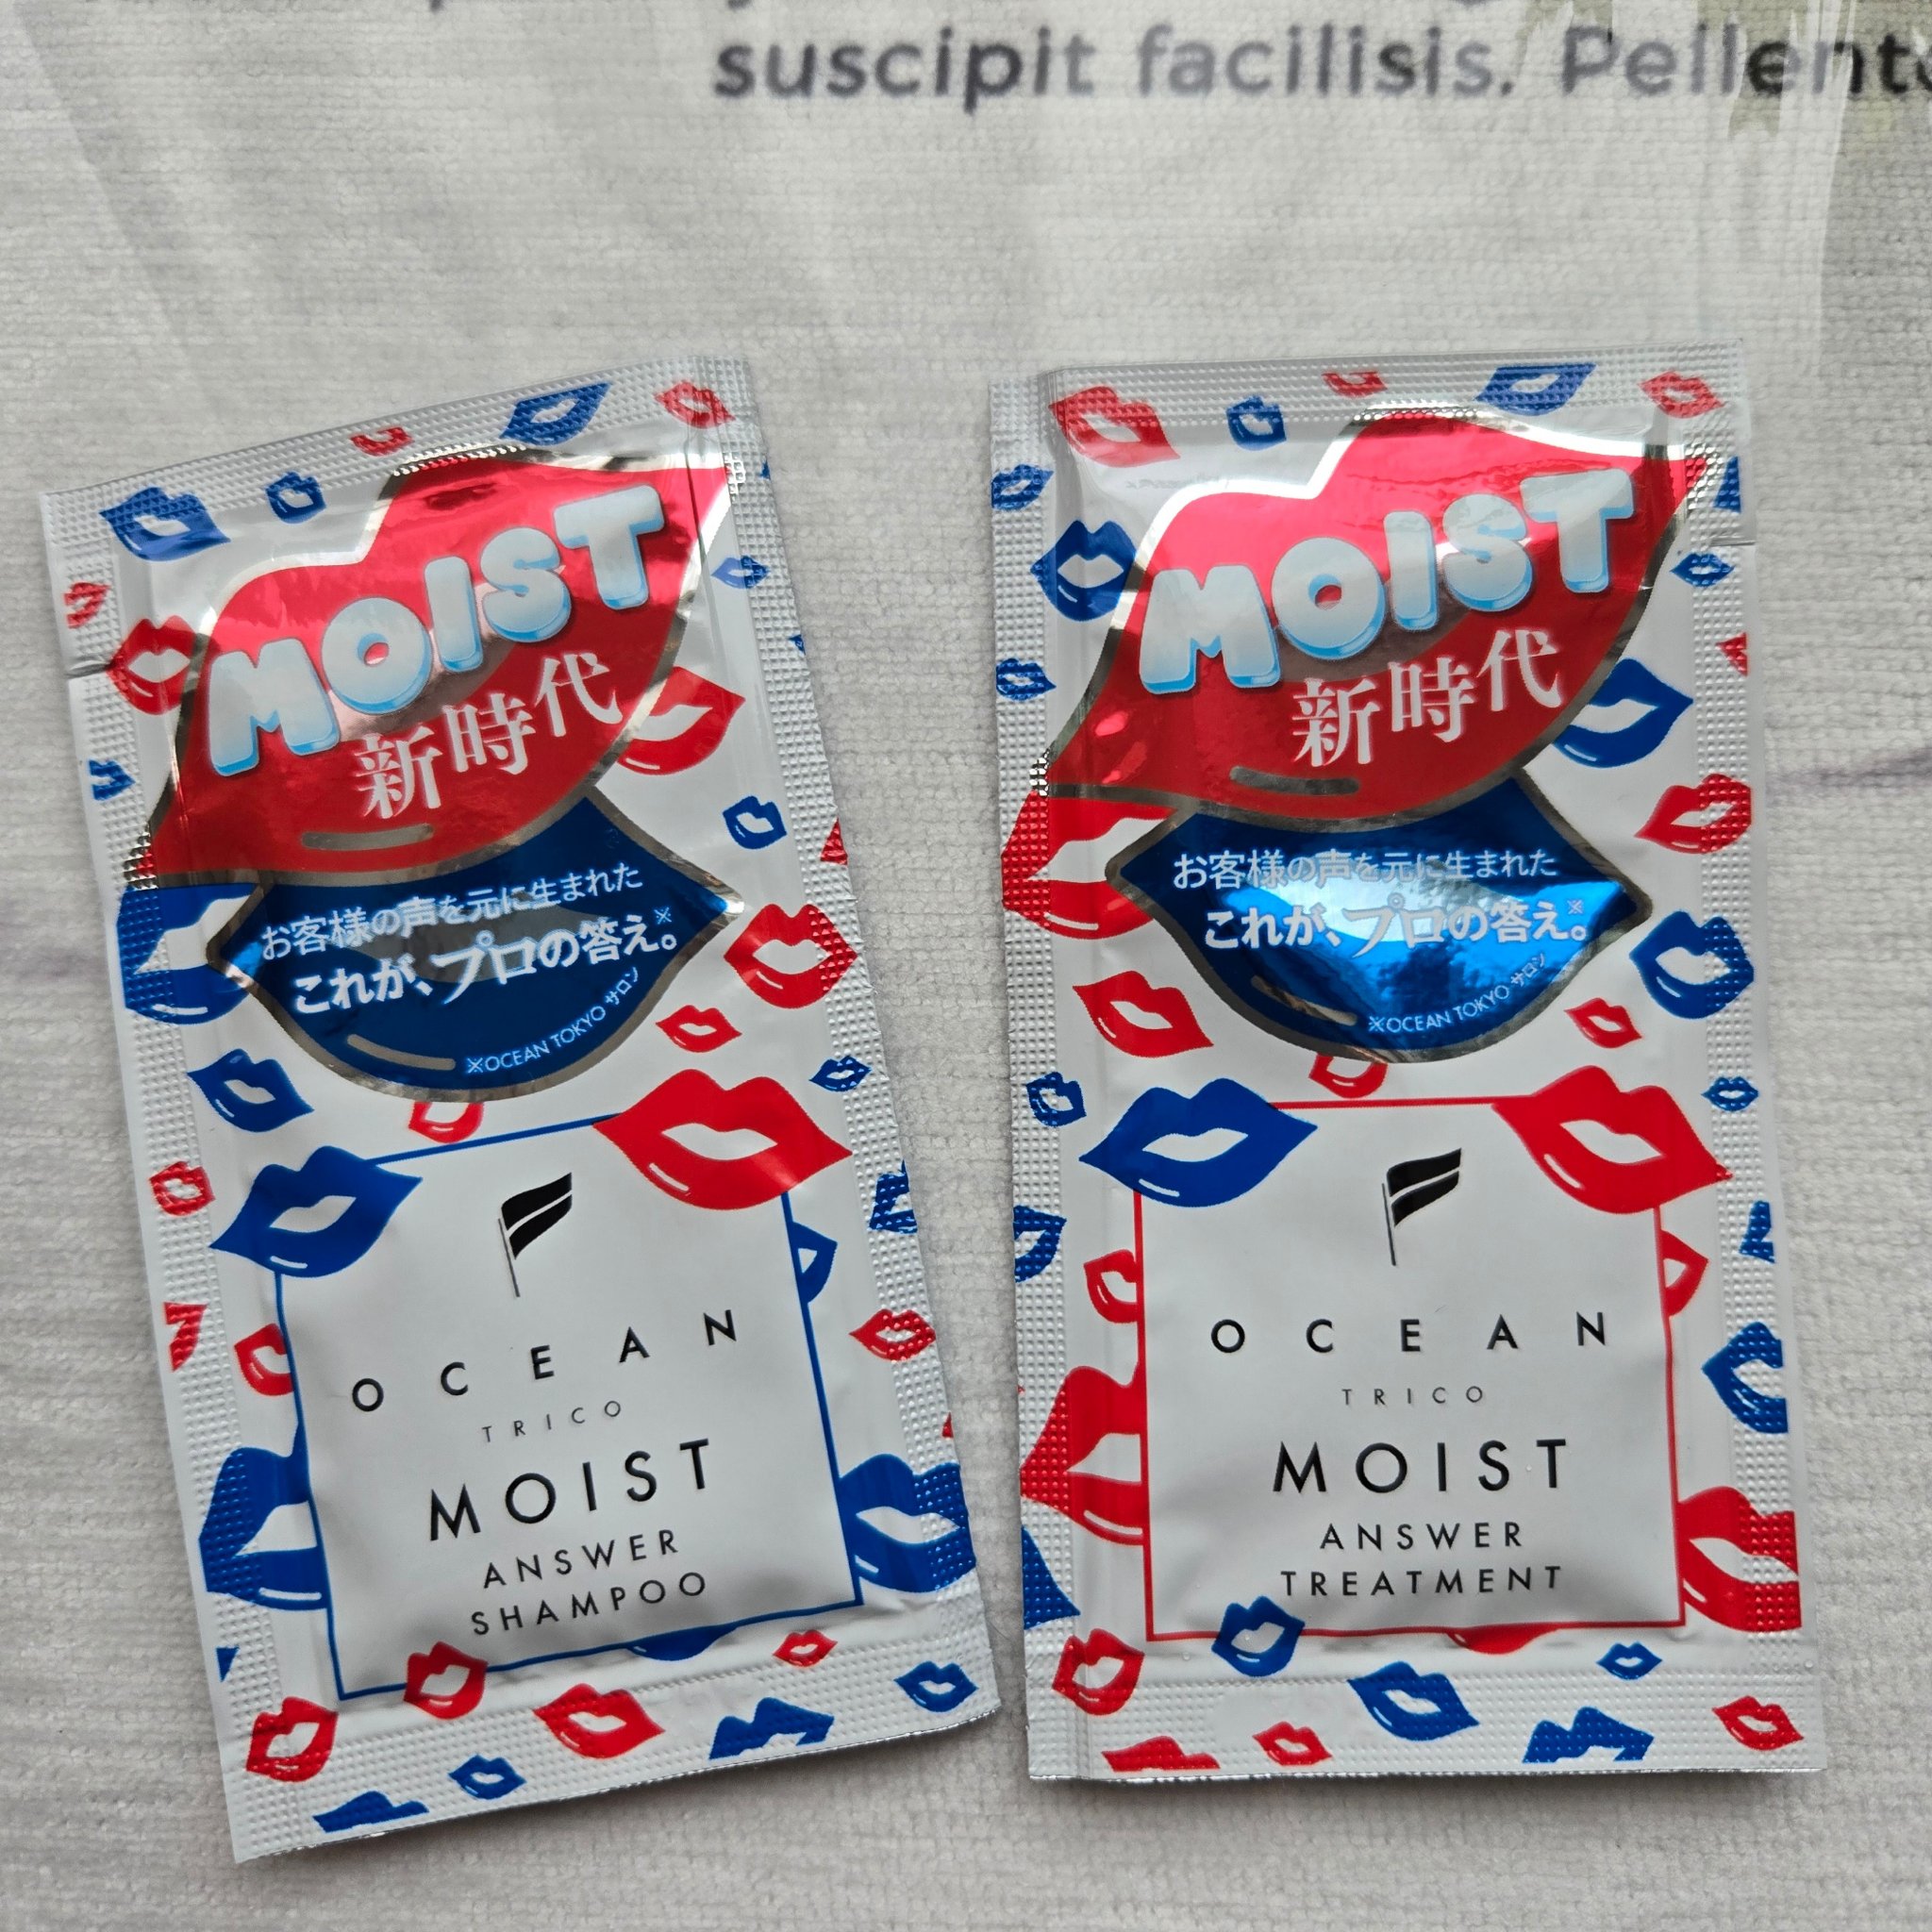 suscipit facilisis. Pellent
MOIST
新時代
お客様の声を元に生まれた
これが、プロの答え。※
※OCEAN TOKYO サロン
OCEAN
TRICO
MOIST
ANSWER
SHAMPOO
MOIST
新時代
お客様の声を元に生まれた
これが、プロの答え。※
※OCEAN TOKYO サロン
OCEAN
TRICO
MOIST
ANSWER
TREATMENT